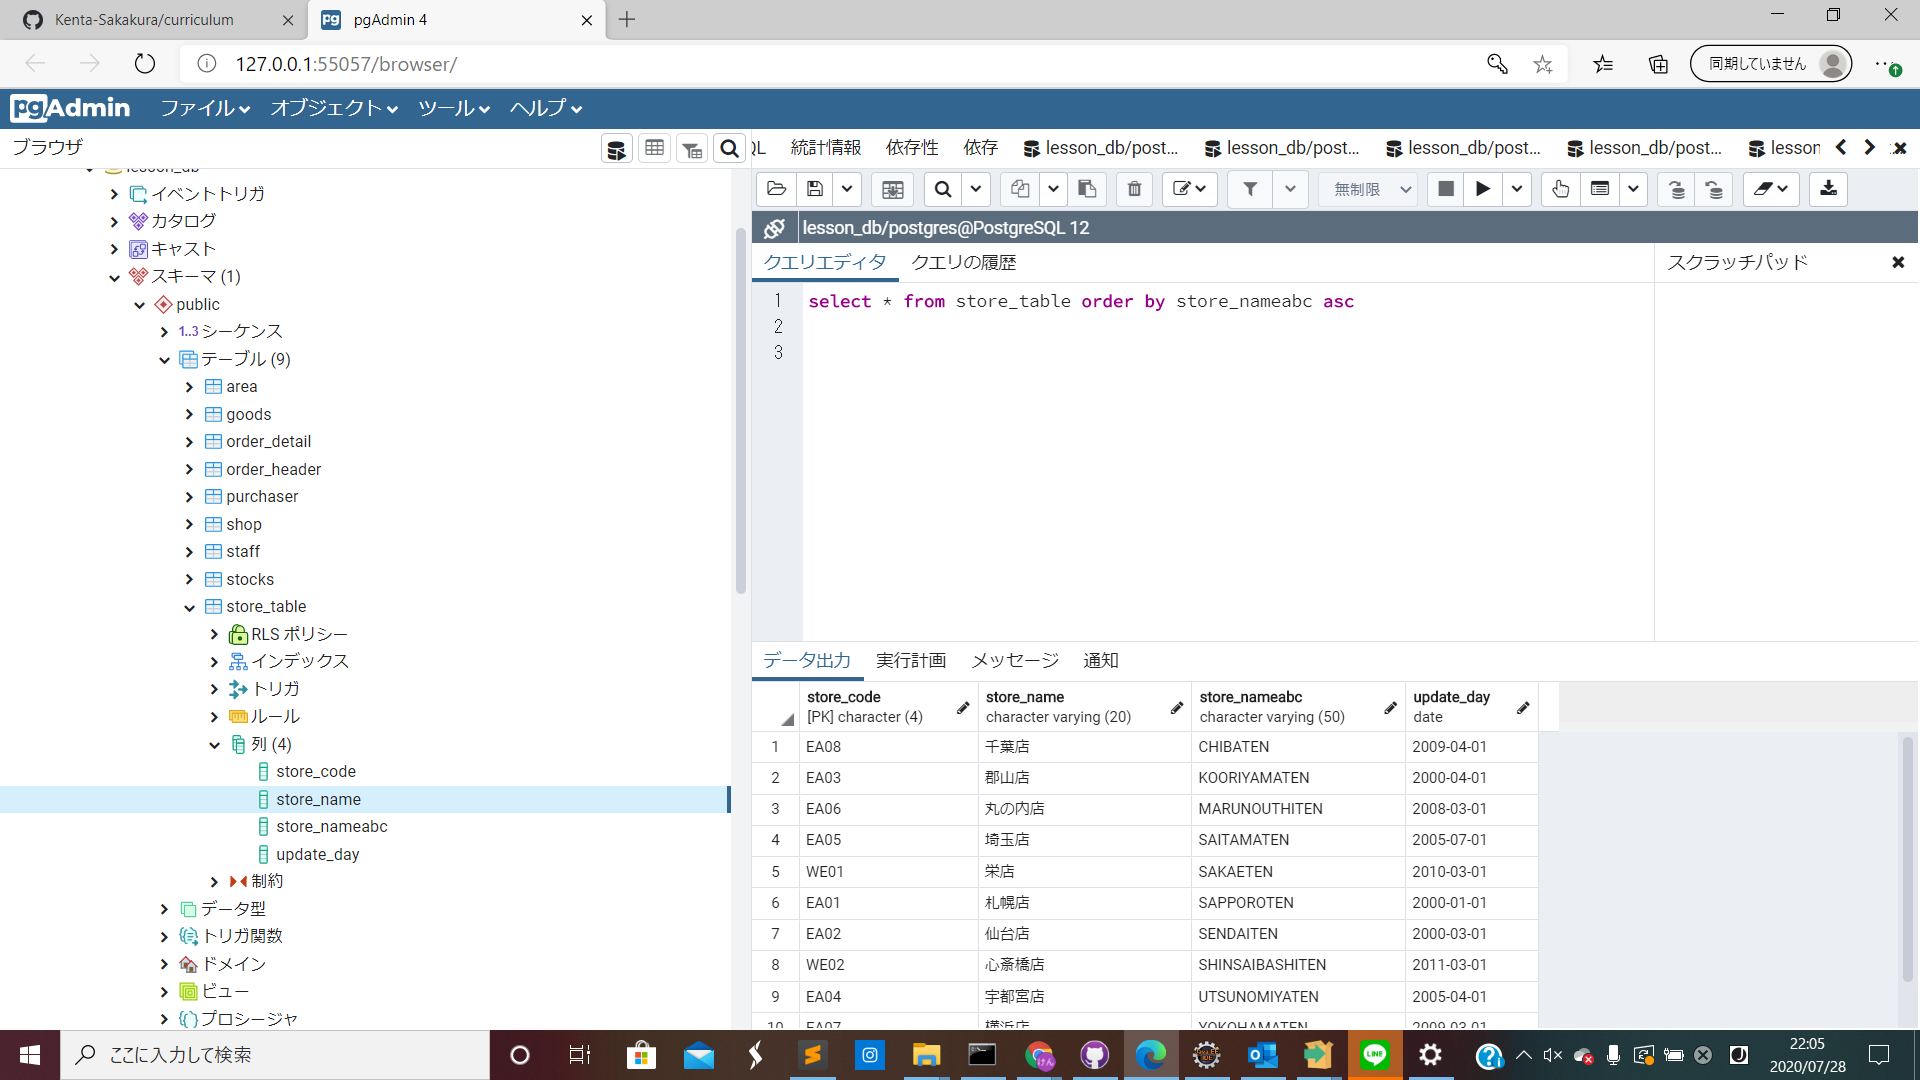 Kenta-Sakakura/curriculum
pgAdmin 4
127.0.0.1:55057/browser/
同期していません
pgAdmin ファイル オブジェクト ツール ヘルプ
ブラウザ
統計情報 依存性 依存 lesson_db/post... lesson_db/post... lesson_db/post... lesson_db/post... lesson
無制限
lesson_db/postgres@PostgreSQL 12
クエリエディタ クエリの履歴 スクラッチパッド
1 select * from store_table order by store_nameabc asc
2
3
lesson_db
イベントトリガ
カタログ
キャスト
スキーマ (1)
public
1..3 シーケンス
テーブル (9)
area
goods
order_detail
order_header
purchaser
shop
staff
stocks
store_table
RLS ポリシー
インデックス
トリガ
ルール
列 (4)
store_code
store_name
store_nameabc
update_day
制約
データ型
トリガ関数
ドメイン
ビュー
プロシージャ
データ出力 実行計画 メッセージ 通知
store_code store_name store_nameabc update_day
[PK] character (4) character varying (20) character varying (50) date
1 EA08 千葉店 CHIBATEN 2009-04-01
2 EA03 郡山店 KOORIYAMATEN 2000-04-01
3 EA06 丸の内店 MARUNOUTHITEN 2008-03-01
4 EA05 埼玉店 SAITAMATEN 2005-07-01
5 WE01 栄店 SAKAETEN 2010-03-01
6 EA01 札幌店 SAPPOROTEN 2000-01-01
7 EA02 仙台店 SENDAITEN 2000-03-01
8 WE02 心斎橋店 SHINSAIBASHITEN 2011-03-01
9 EA04 宇都宮店 UTSUNOMIYATEN 2005-04-01
10 EA07 横浜店 YOKOHAMATEN 2009-03-01
ここに入力して検索
けん
LINE
22:05
2020/07/28